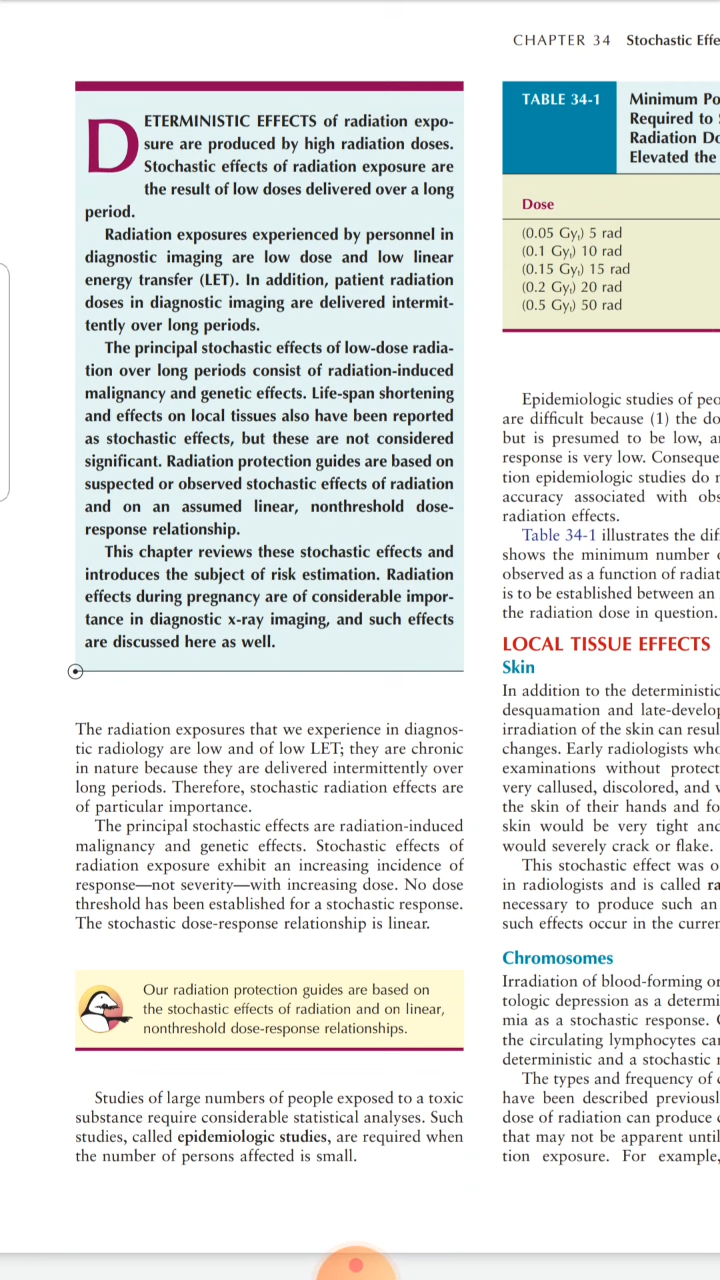 CHAPTER 34 Stochastic Effe
DETERMINISTIC EFFECTS of radiation expo-
sure are produced by high radiation doses.
Stochastic effects of radiation exposure are
the result of low doses delivered over a long
period.
Radiation exposures experienced by personnel in
diagnostic imaging are low dose and low linear
energy transfer (LET). In addition, patient radiation
doses in diagnostic imaging are delivered intermit-
tently over long periods.
The principal stochastic effects of low-dose radia-
tion over long periods consist of radiation-induced
malignancy and genetic effects. Life-span shortening
and effects on local tissues also have been reported
as stochastic effects, but these are not considered
significant. Radiation protection guides are based on
suspected or observed stochastic effects of radiation
and on an assumed linear, nonthreshold dose-
response relationship.
This chapter reviews these stochastic effects and
introduces the subject of risk estimation. Radiation
effects during pregnancy are of considerable impor-
tance in diagnostic x-ray imaging, and such effects
are discussed here as well.
The radiation exposures that we experience in diagnos-
tic radiology are low and of low LET; they are chronic
in nature because they are delivered intermittently over
long periods. Therefore, stochastic radiation effects are
of particular importance.
The principal stochastic effects are radiation-induced
malignancy and genetic effects. Stochastic effects of
radiation exposure exhibit an increasing incidence of
response—not severity—with increasing dose. No dose
threshold has been established for a stochastic response.
The stochastic dose-response relationship is linear.
Our radiation protection guides are based on
the stochastic effects of radiation and on linear,
nonthreshold dose-response relationships.
Studies of large numbers of people exposed to a toxic
substance require considerable statistical analyses. Such
studies, called epidemiologic studies, are required when
the number of persons affected is small.
TABLE 34-1 Minimum Po
Required to
Radiation Do
Elevated the
Dose
(0.05 Gyt) 5 rad
(0.1 Gyt) 10 rad
(0.15 Gyt) 15 rad
(0.2 Gyt) 20 rad
(0.5 Gyt) 50 rad
Epidemiologic studies of peo
are difficult because (1) the do
but is presumed to be low, a
response is very low. Conseque
tion epidemiologic studies do
accuracy associated with obs
radiation effects.
Table 34-1 illustrates the dif
shows the minimum number
observed as a function of radiat
is to be established between an
the radiation dose in question.
LOCAL TISSUE EFFECTS
Skin
In addition to the deterministic
desquamation and late-develop
irradiation of the skin can resul
changes. Early radiologists who
examinations without protect
very callused, discolored, and
the skin of their hands and fo
skin would be very tight and
would severely crack or flake.
This stochastic effect was o
in radiologists and is called ra
necessary to produce such an
such effects occur in the curren
Chromosomes
Irradiation of blood-forming or
tologic depression as a determi
mia as a stochastic response.
the circulating lymphocytes ca
deterministic and a stochastic
The types and frequency of
have been described previousl
dose of radiation can produce
that may not be apparent until
tion exposure. For example,